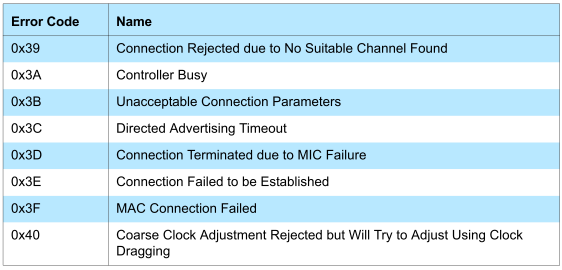 Error Code Name
0x39 Connection Rejected due to No Suitable Channel Found
0x3A Controller Busy
0x3B Unacceptable Connection Parameters
0x3C Directed Advertising Timeout
0x3D Connection Terminated due to MIC Failure
0x3E Connection Failed to be Established
0x3F MAC Connection Failed
0x40 Coarse Clock Adjustment Rejected but Will Try to Adjust Using Clock
Dragging